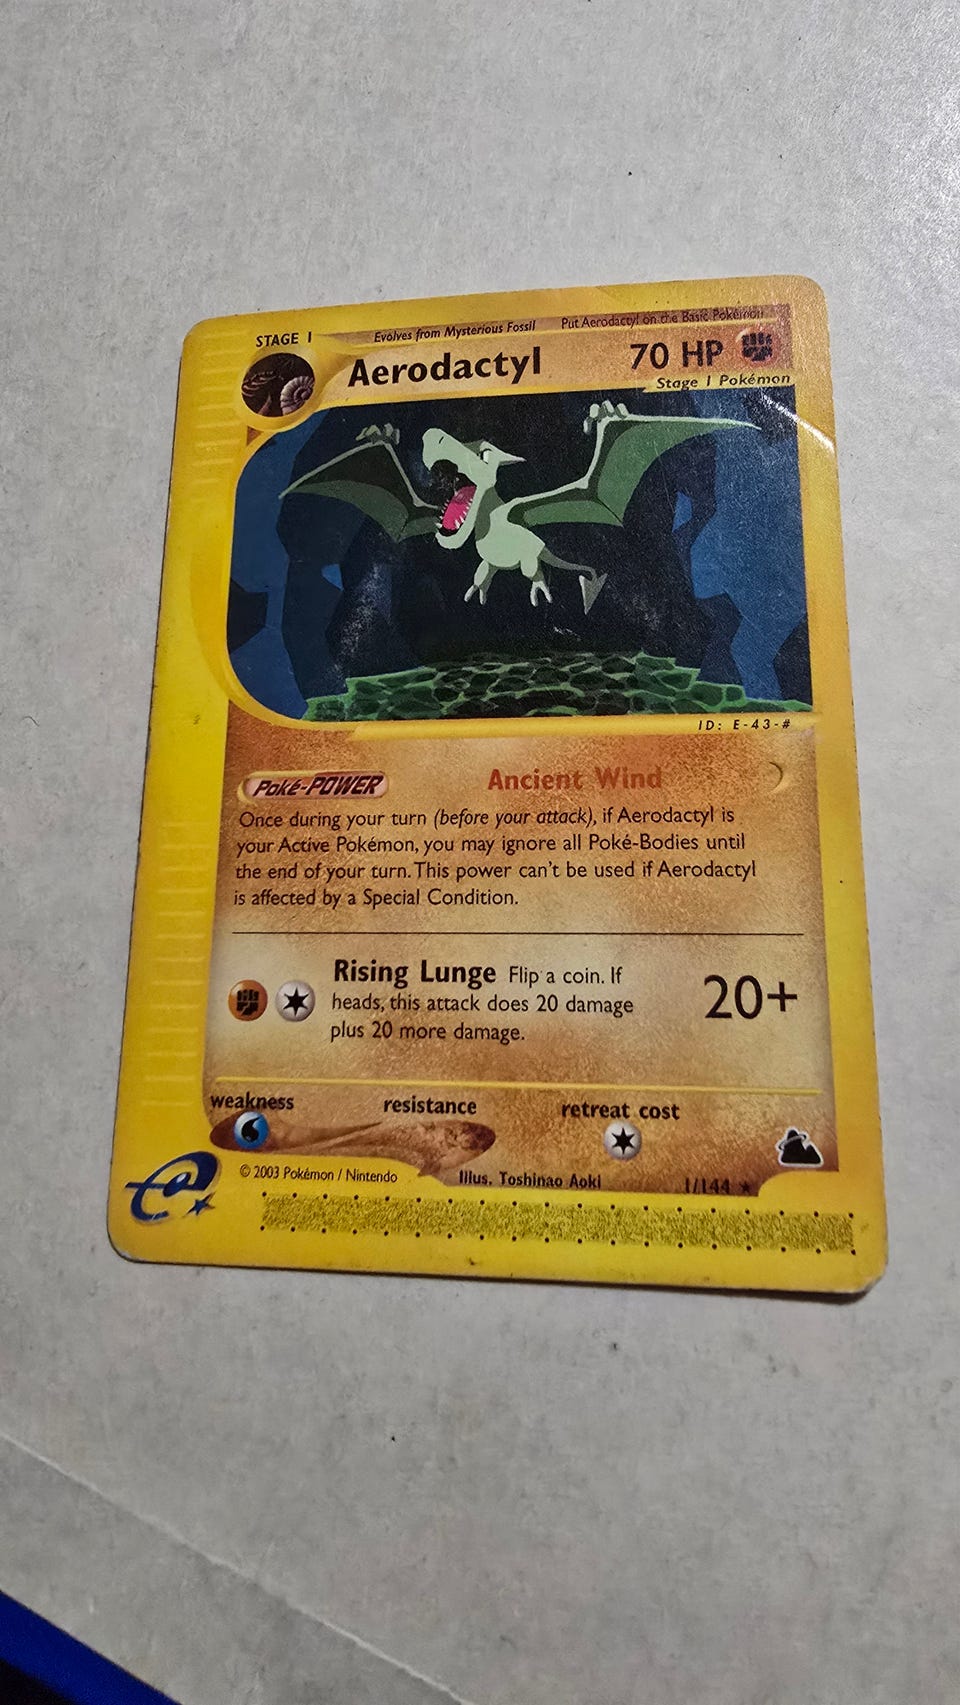 STAGE 1 Evolves from Mysterious Fossil Put Aerodactyl on the Basic Pokémon
Aerodactyl 70 HP
Stage 1 Pokémon
ID: E-43-#
Poké-POWER Ancient Wind
Once during your turn (before your attack), if Aerodactyl is
your Active Pokémon, you may ignore all Poké-Bodies until
the end of your turn. This power can't be used if Aerodactyl
is affected by a Special Condition.
Rising Lunge Flip a coin. If
heads, this attack does 20 damage
plus 20 more damage.
20+
weakness resistance retreat cost
© 2003 Pokémon / Nintendo Illus. Toshinao Aoki 1/144 ★
e